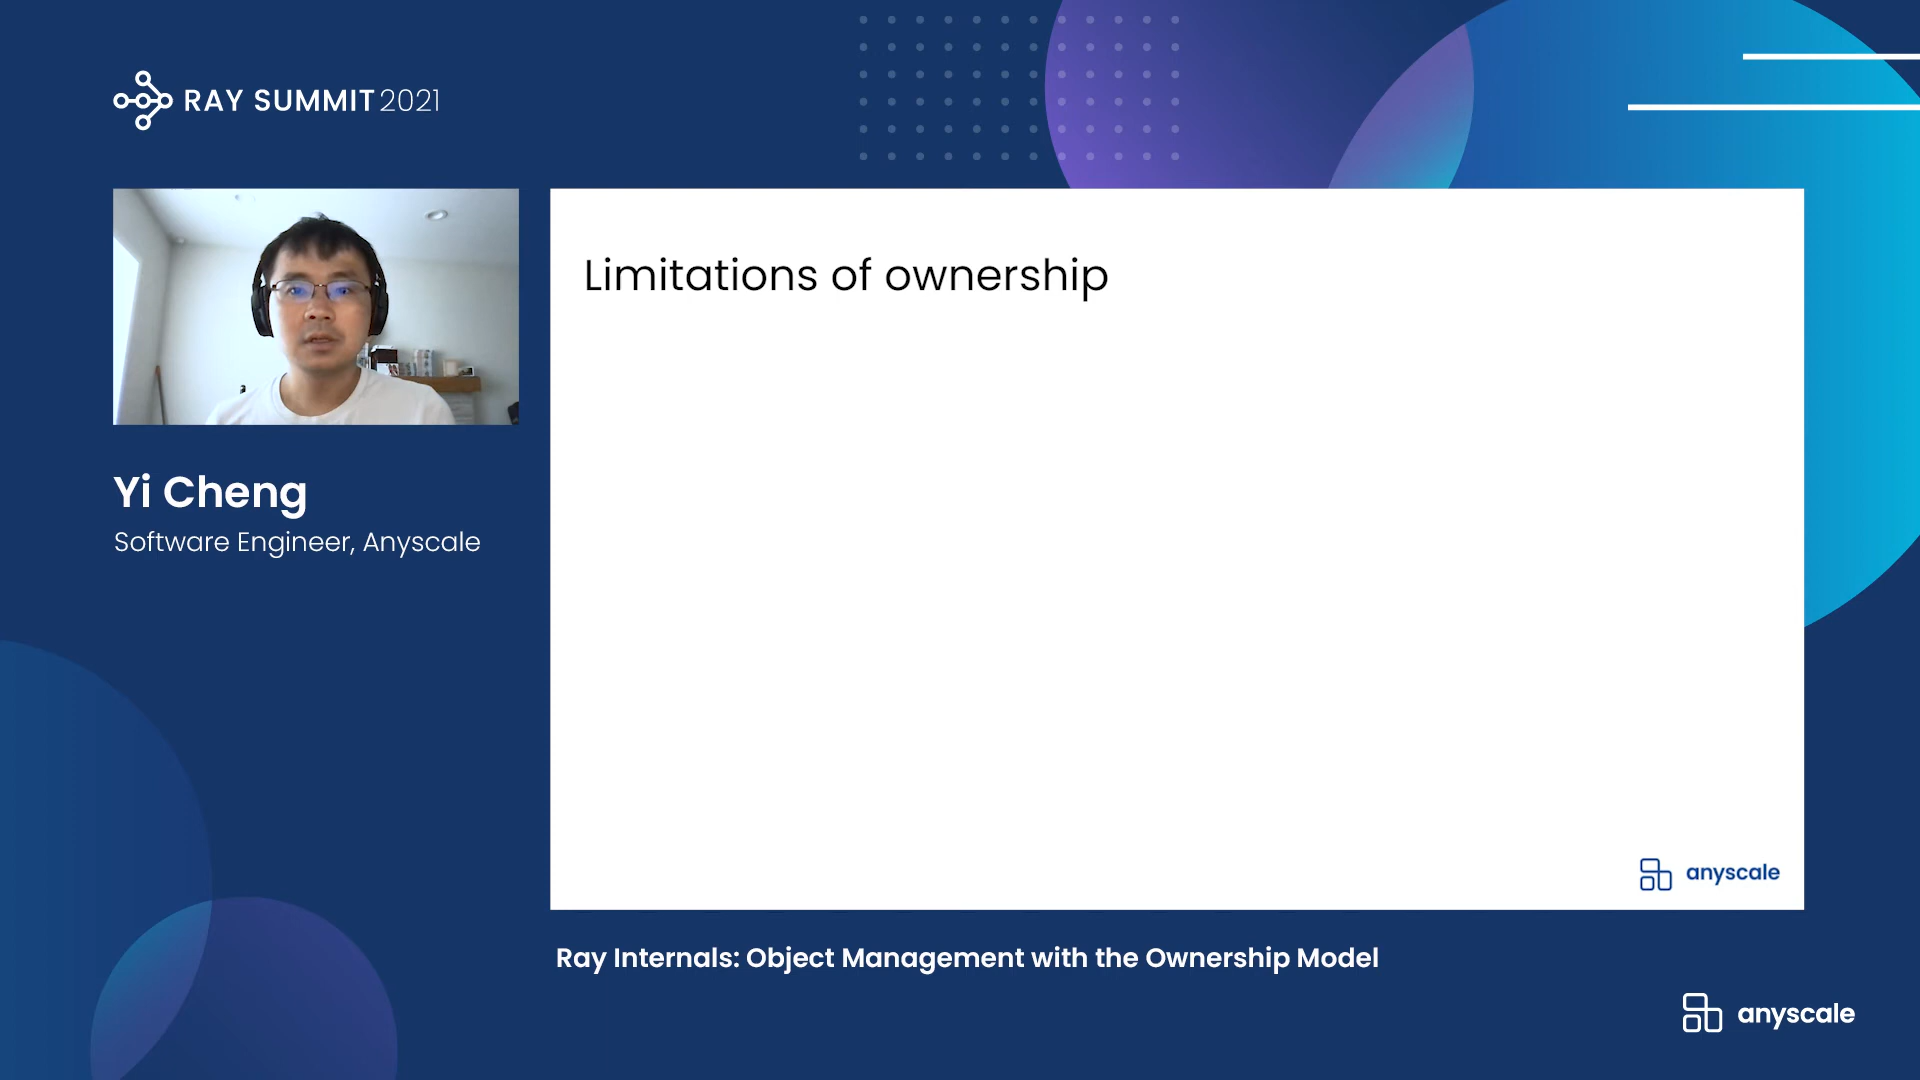 RAY SUMMIT 2021
Yi Cheng
Software Engineer, Anyscale
Limitations of ownership
anyscale
Ray Internals: Object Management with the Ownership Model
anyscale